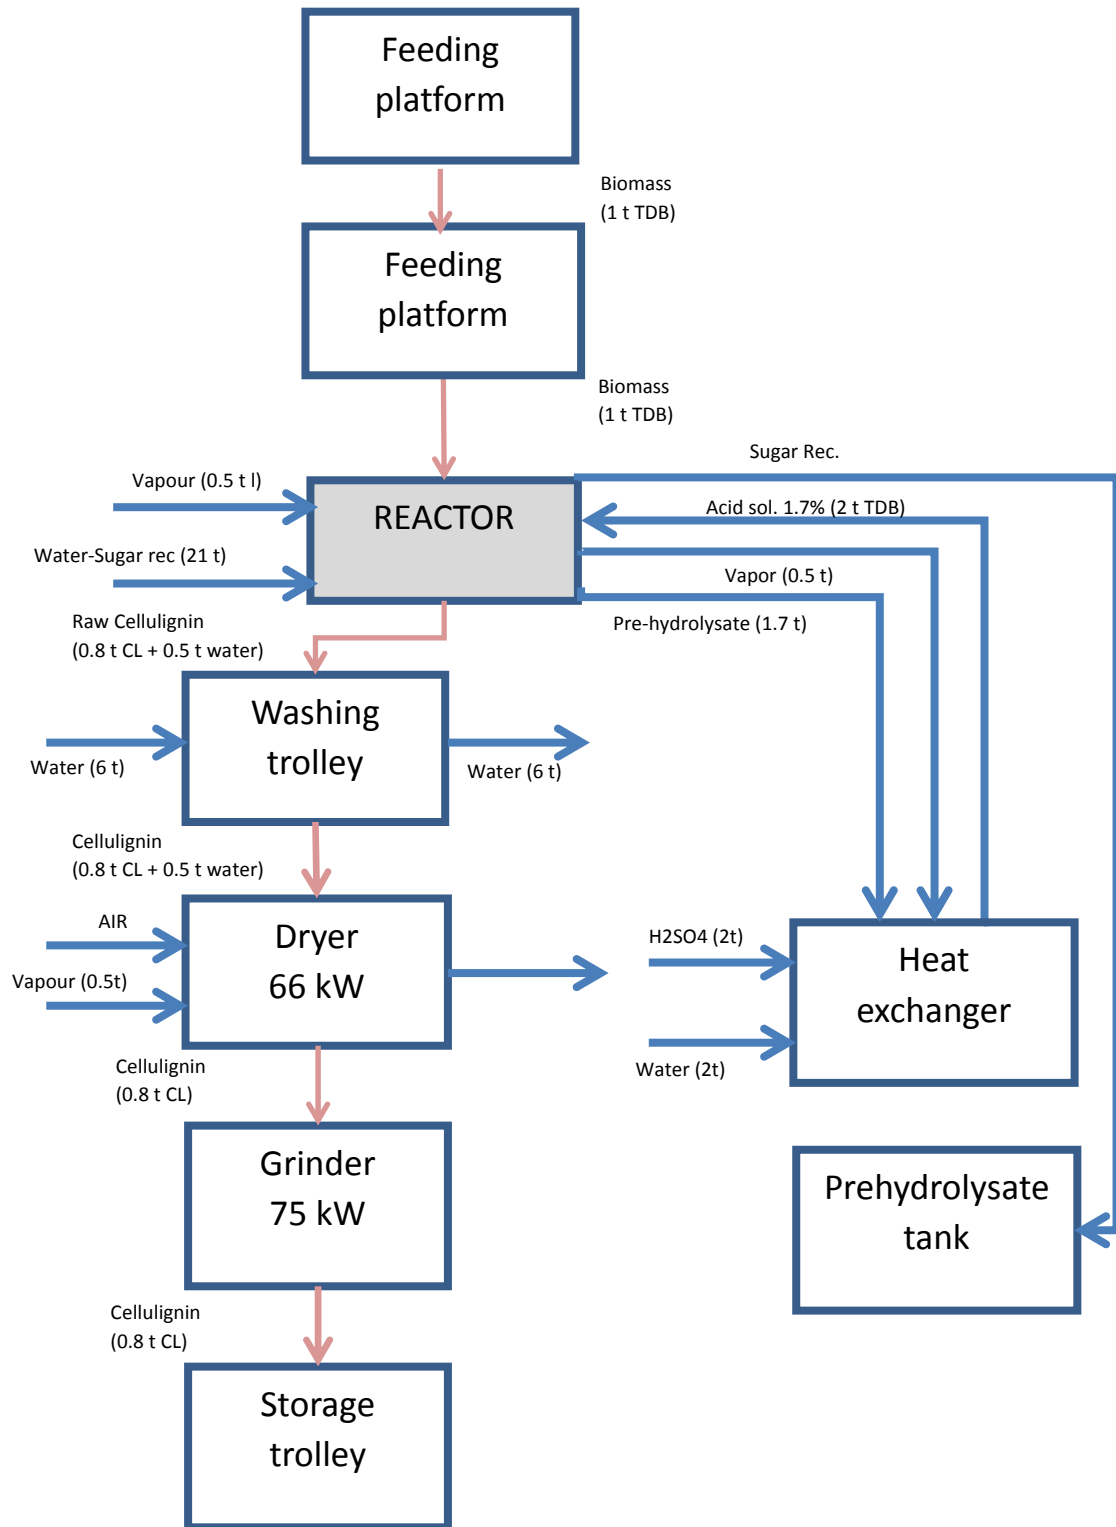 Feeding
platform
Biomass
(1 t TDB)
Feeding
platform
Biomass
(1 t TDB)
Sugar Rec.
Vapour (0.5 t l)
REACTOR
Acid sol. 1.7% (2 t TDB)
Water-Sugar rec (21 t)
Vapor (0.5 t)
Pre-hydrolysate (1.7 t)
Raw Cellulignin
(0.8 t CL + 0.5 t water)
Washing
trolley
Water (6 t)
Water (6 t)
Cellulignin
(0.8 t CL + 0.5 t water)
AIR
Dryer
66 kW
Vapour (0.5t)
H2SO4 (2t)
Heat
exchanger
Water (2t)
Cellulignin
(0.8 t CL)
Grinder
75 kW
Prehydrolysate
tank
Cellulignin
(0.8 t CL)
Storage
trolley